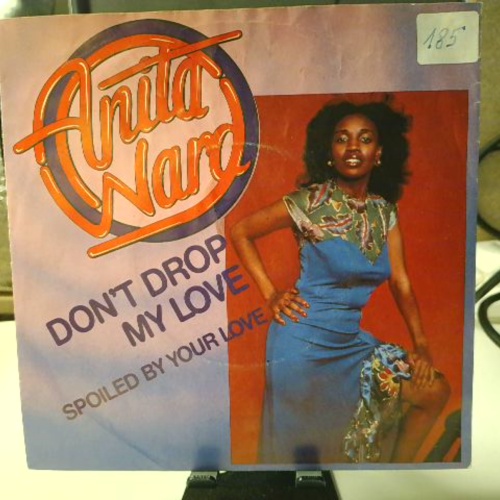 185
Anita
Ward
DON'T DROP
MY LOVE
SPOILED BY YOUR LOVE